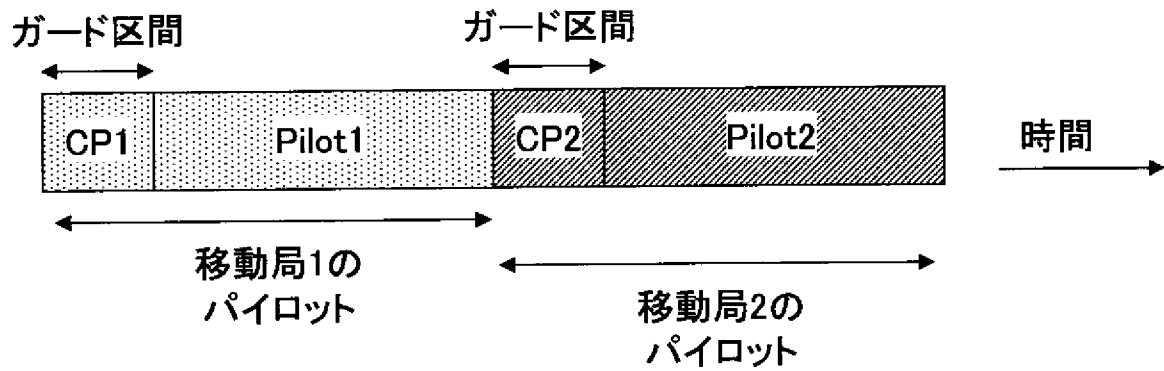 ガード区間
ガード区間
CP1
Pilot1
CP2
Pilot2
時間
移動局1の
パイロット
移動局2の
パイロット